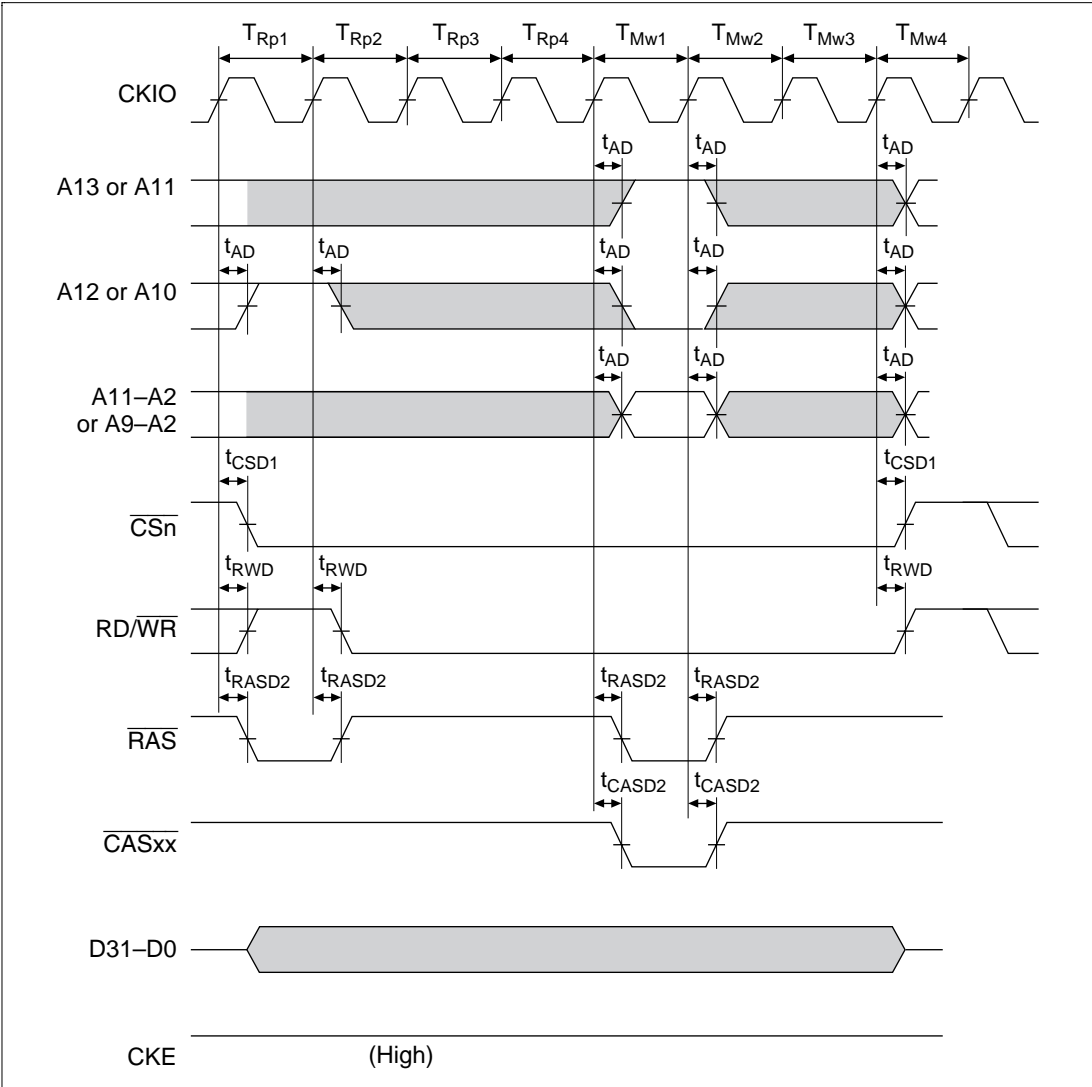 TRp1 TRp2 TRp3 TRp4 TMw1 TMw2 TMw3 TMw4
CKIO
tAD tAD tAD
A13 or A11
tAD tAD tAD tAD tAD
A12 or A10
tAD tAD tAD
A11–A2
or A9–A2
tCSD1 tCSD1
CSn
tRWD tRWD tRWD
RD/WR
tRASD2 tRASD2 tRASD2 tRASD2
RAS
tCASD2 tCASD2
CASxx
D31–D0
CKE (High)